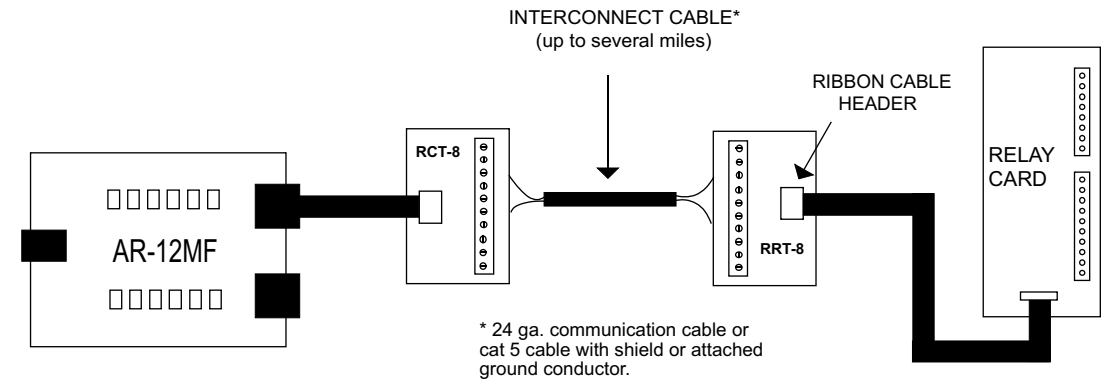 INTERCONNECT CABLE*
(up to several miles)
RIBBON CABLE
HEADER
RCT-8
RELAY
CARD
AR-12MF
RRT-8
* 24 ga. communication cable or
cat 5 cable with shield or attached
ground conductor.